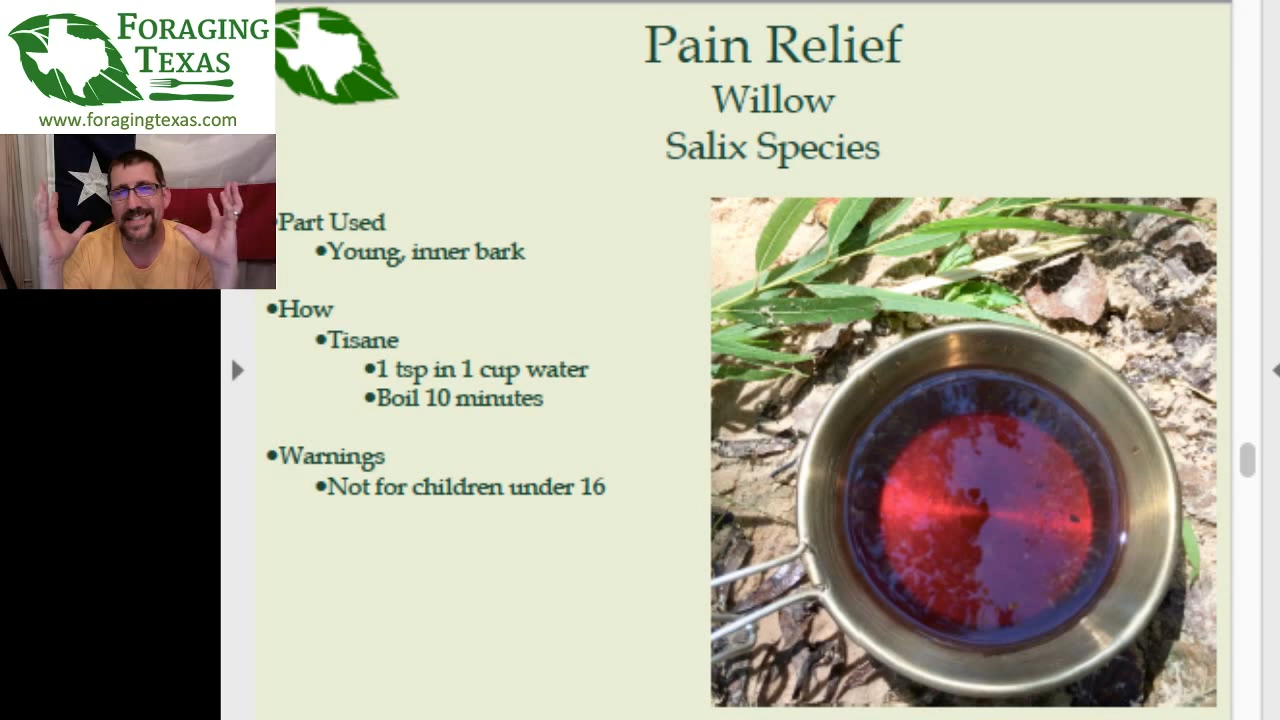 FORAGING
TEXAS
www.foragingtexas.com
Pain Relief
Willow
Salix Species
•Part Used
•Young, inner bark
•How
•Tisane
•1 tsp in 1 cup water
•Boil 10 minutes
•Warnings
•Not for children under 16